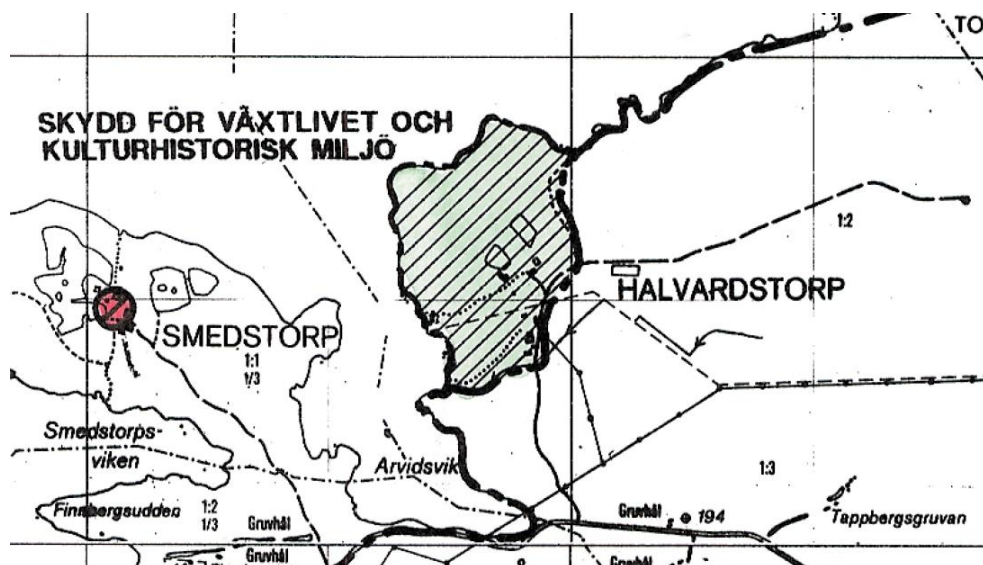 TO
SKYDD FÖR VÄXTLIVET OCH
KULTURHISTORISK MILJÖ
1:2
HALVARDSTORP
SMEDSTORP
1:1
1/3
Smedstorps-
viken
Arvidsvik
1:3
Finnbergsudden
1:2
1/3
Gruvhål
Gruvhål
Gruvhål
194
Tappbergsgruvan
Gruvhål